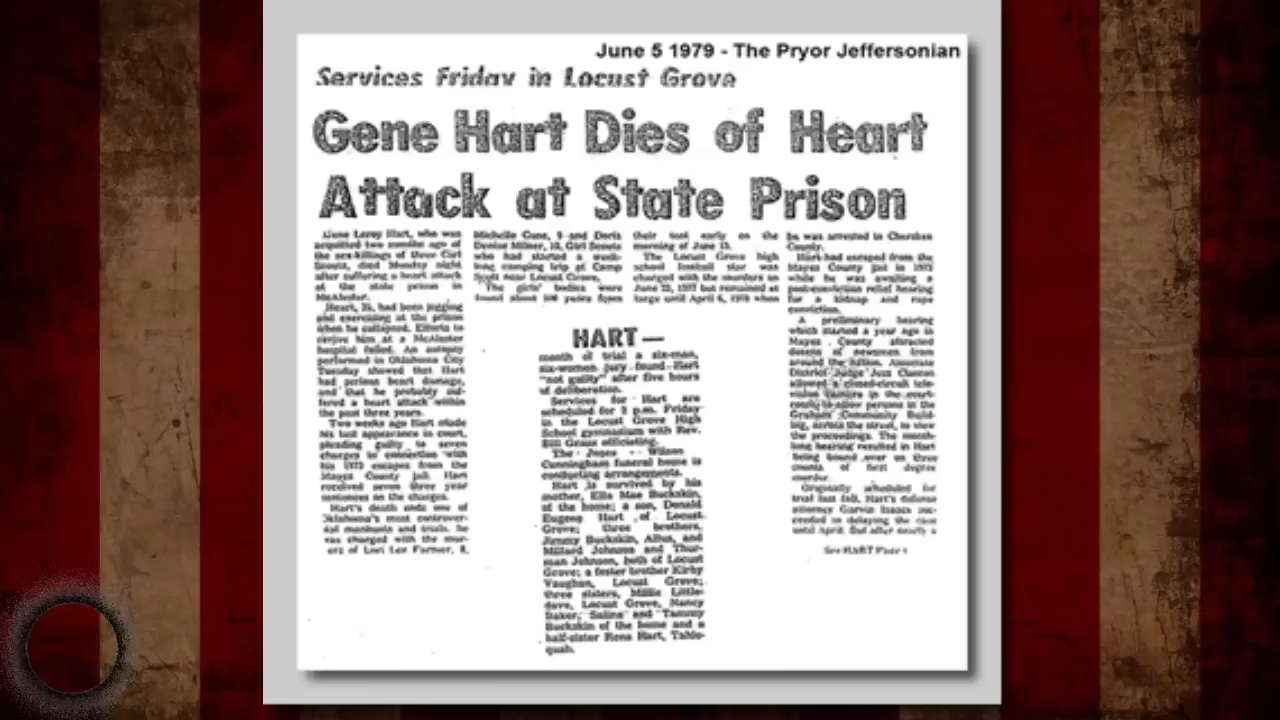 June 5 1979 - The Pryor Jeffersonian
Services Friday in Locust Grove
Gene Hart Dies of Heart
Attack at State Prison
Gene Leroy Hart, who was
acquitted two months ago of
the sex-killings of three Girl
Scouts, died Monday night
after suffering a heart attack
at the state prison in
McAlester.
Heart, 35, had been jogging
and exercising at the prison
when he collapsed. Efforts to
revive him at a McAlester
hospital failed. An autopsy
performed in Oklahoma City
Tuesday showed that Hart
had serious heart damage,
and that he probably suf-
fered a heart attack within
the past three years.
Two weeks ago Hart made
his last appearance in court,
pleading guilty to seven
charges in connection with
his 1973 escapes from the
Mayes County jail. Hart
received seven three year
sentences on the charges.
Hart's death ends one of
Oklahoma's most controver-
sial manhunts and trials. he
was charged with the mur-
ers of Lori Lee Farmer, 8,
Michelle Guse, 9 and Doris
Denise Milner, 10, Girl Scouts
who had started a week-
long camping trip at Camp
Scott near Locust Grove.
The girls' bodies were
found about 100 yards from
their tent early on the
morning of June 13.
The Locust Grove high
school football star was
charged with the murders on
June 23, 1977 but remained at
large until April 6, 1978 when
he was arrested in Cherokee
County.
Hart had escaped from the
Mayes County jail in 1973
while he was awaiting a
post-conviction relief hearing
for a kidnap and rape
conviction.
A preliminary hearing
which started a year ago in
Mayes County attracted
dozens of newsmen from
around the nation. Associate
District Judge Jess Clanton
allowed a closed-circuit tele-
vision camera in the court-
room to allow persons in the
Graham Community Build-
ing, across the street, to view
the proceedings. The month-
long hearing resulted in Hart
being bound over on three
counts of first degree
murder.
Originally scheduled for
trial last fall, Hart's defense
attorney Garvin Isaacs suc-
ceeded in delaying the case
until April. But after nearly a
See HART Page
HART —
month of trial a six-man,
six-women jury found Hart
"not guilty" after five hours
of deliberation.
Services for Hart are
scheduled for 2 p.m. Friday
in the Locust Grove High
School gymnasium with Rev.
Bill Grass officiating.
The Jones - Wilson
Cunningham funeral home is
conducting arrangements.
Hart is survived by his
mother, Ella Mae Buckskin,
of the home; a son, Donald
Eugene Hart of Locust
Grove; three brothers,
Jimmy Buckskin, and
Millard Johnson and Thur-
man Johnson, both of Locust
Grove; a foster brother Kirby
Vaughan, Locust Grove;
three sisters, Millie Little-
dave, Locust Grove, Nancy
Baker, Salina and Tammy
Buckskin of the home and a
half-sister Rena Hart, Tahle-
quah.